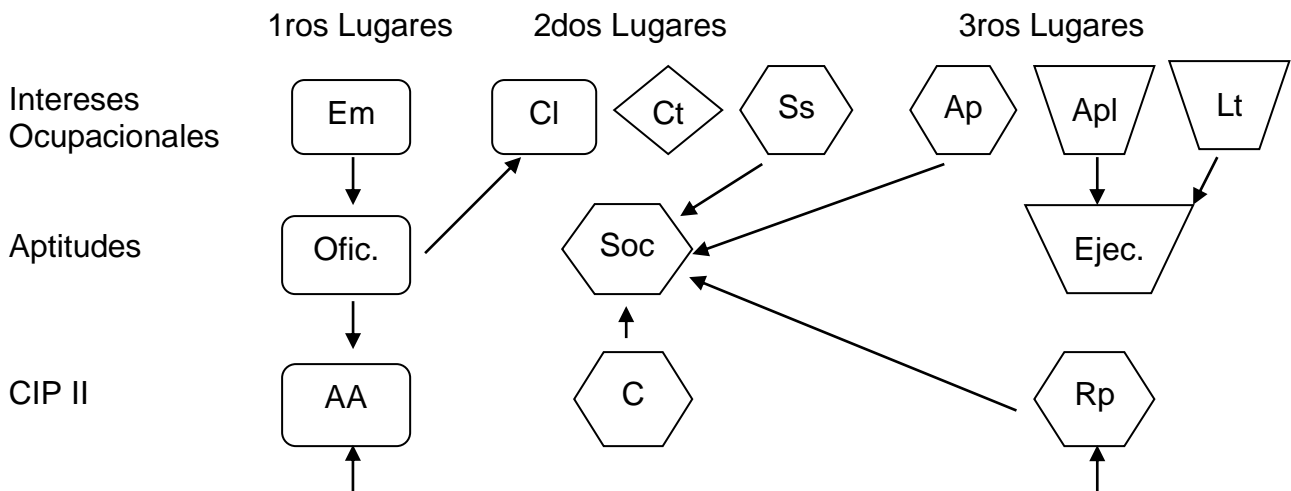 1ros Lugares 2dos Lugares 3ros Lugares
Intereses
Ocupacionales
Em Cl Ct Ss Ap Apl Lt
Aptitudes Ofic. Soc Ejec.
CIP II AA C Rp